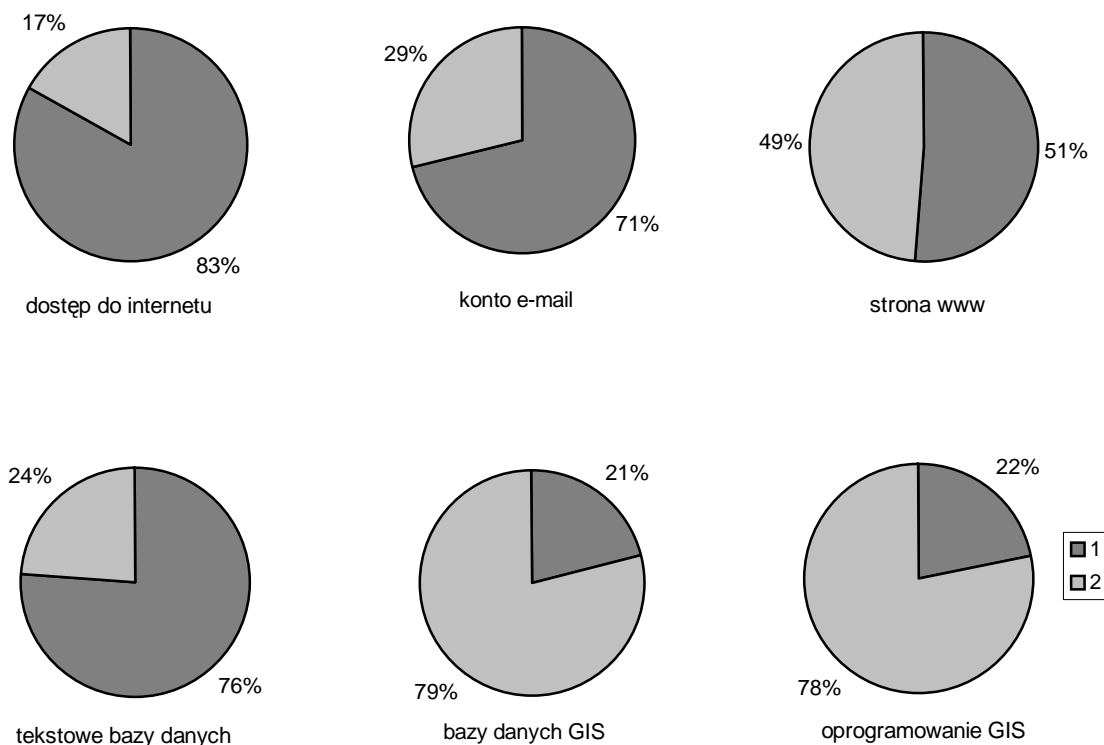 17%
83%
dostęp do internetu
29%
71%
konto e-mail
49%
51%
strona www
24%
76%
tekstowe bazy danych
21%
79%
bazy danych GIS
22%
78%
oprogramowanie GIS
1
2